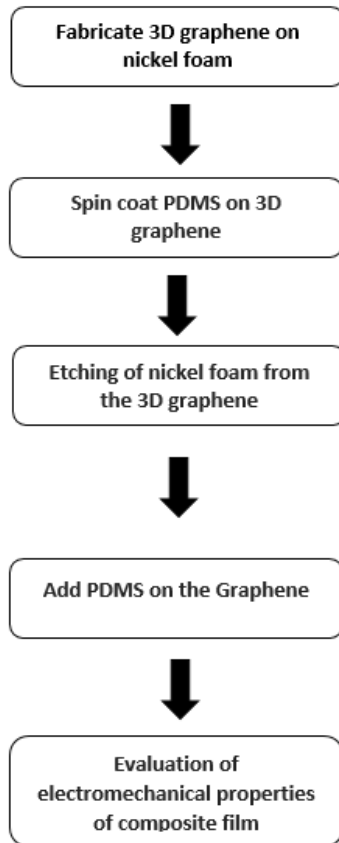 Fabricate 3D graphene on
nickel foam
Spin coat PDMS on 3D
graphene
Etching of nickel foam from
the 3D graphene
Add PDMS on the Graphene
Evaluation of
electromechanical properties
of composite film